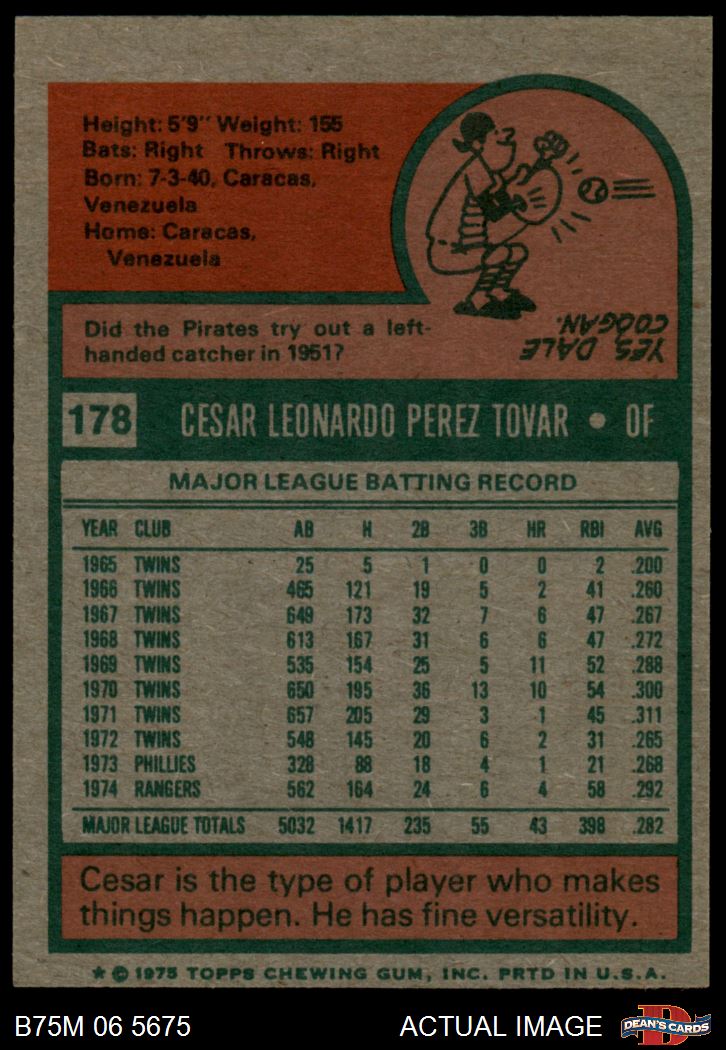 Height: 5'9" Weight: 155
Bats: Right Throws: Right
Born: 7-3-40, Caracas,
Venezuela
Home: Caracas,
Venezuela
Did the Pirates try out a left-
handed catcher in 1951?
YES, DALE
COOGAN.
178 CESAR LEONARDO PEREZ TOVAR • OF
MAJOR LEAGUE BATTING RECORD
YEAR CLUB AB H 2B 3B HR RBI AVG
1965 TWINS 25 5 1 0 0 2 .200
1966 TWINS 465 121 19 5 2 41 .260
1967 TWINS 649 173 32 7 6 47 .267
1968 TWINS 613 167 31 6 6 47 .272
1969 TWINS 535 154 25 5 11 52 .288
1970 TWINS 650 195 36 13 10 54 .300
1971 TWINS 657 205 29 3 1 45 .311
1972 TWINS 548 145 20 6 2 31 .265
1973 PHILLIES 328 88 18 4 1 21 .268
1974 RANGERS 562 164 24 6 4 58 .292
MAJOR LEAGUE TOTALS 5032 1417 235 55 43 398 .282
Cesar is the type of player who makes
things happen. He has fine versatility.
★ © 1975 TOPPS CHEWING GUM, INC. PRTD IN U.S.A.
B75M 06 5675 ACTUAL IMAGE D DEAN'S CARDS